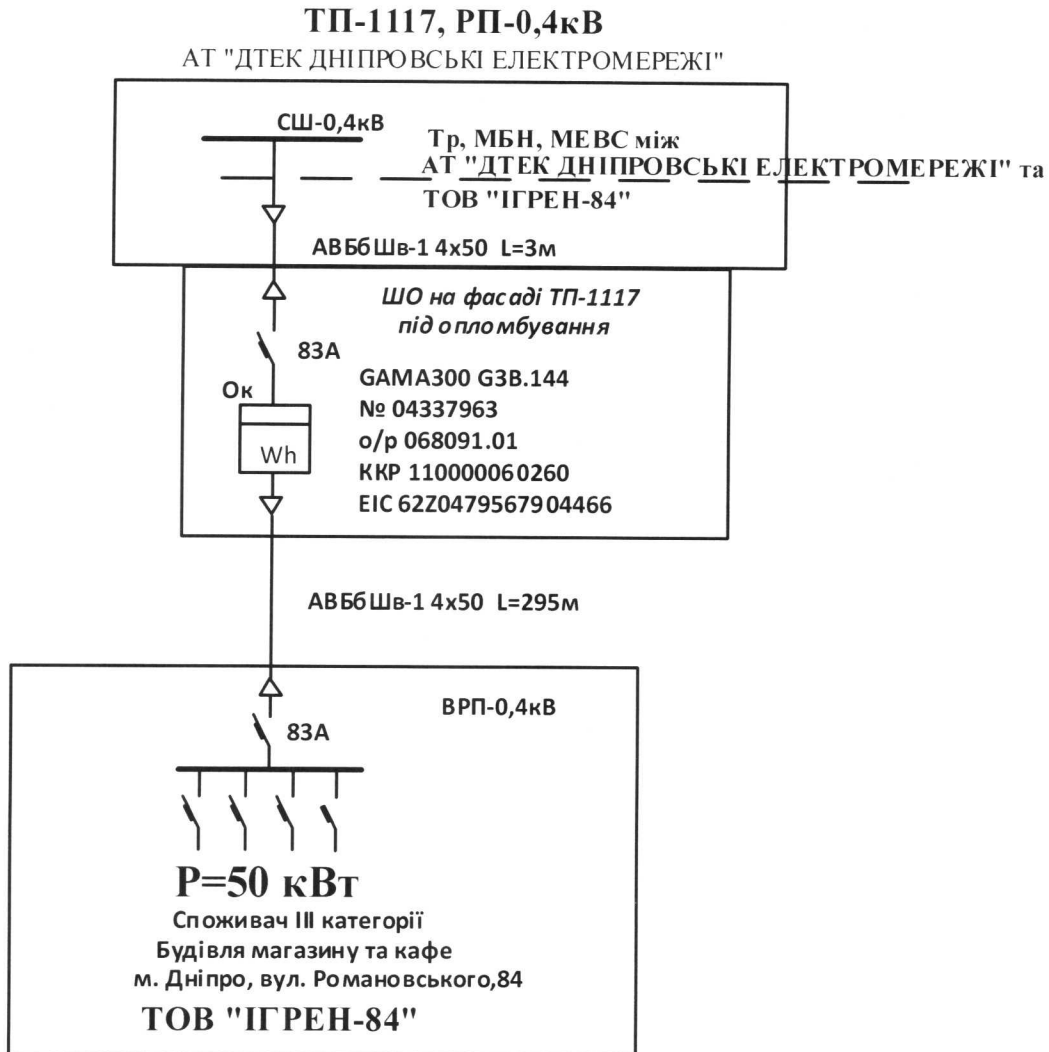 ТП-1117, РП-0,4кВ
АТ "ДТЕК ДНІПРОВСЬКІ ЕЛЕКТРОМЕРЕЖІ"
СШ-0,4кВ
Тр, МБН, МЕВС між
АТ "ДТЕК ДНІПРОВСЬКІ ЕЛЕКТРОМЕРЕЖІ" та
ТОВ "ІГРЕН-84"
АВБбШв-1 4х50 L=3м
ШО на фасаді ТП-1117
під опломбування
83А
Ок
Wh
GAMA300 G3B.144
№ 04337963
о/р 068091.01
ККР 110000060260
EIC 62Z0479567904466
АВБбШв-1 4х50 L=295м
ВРП-0,4кВ
83А
Р=50 кВт
Споживач III категорії
Будівля магазину та кафе
м. Дніпро, вул. Романовського,84
ТОВ "ІГРЕН-84"